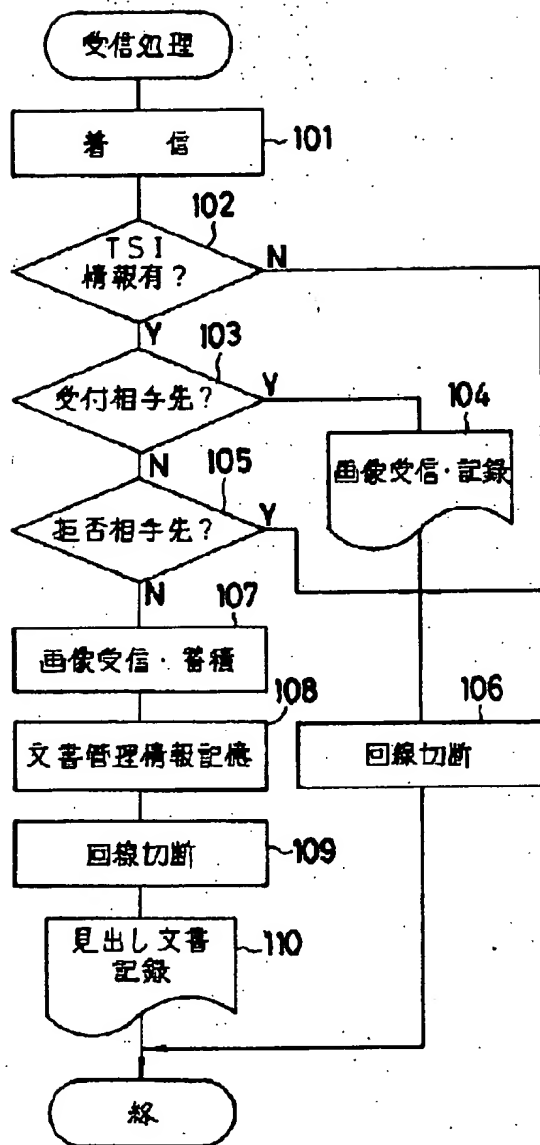 受信処理
着 信
101
102
TSI
情報有?
N
Y
103
受付相手先?
Y
104
画像受信・記録
N
105
拒否相手先?
Y
N
107
画像受信・蓄積
108
文書管理情報記憶
106
回線切断
回線切断
109
見出し文書
記録
110
終